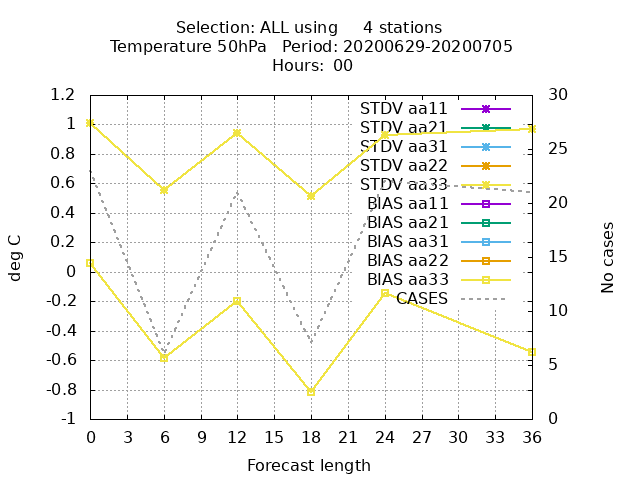 Selection: ALL using 4 stations
Temperature 50hPa Period: 20200629-20200705
Hours: 00
1.2
1
0.8
0.6
0.4
0.2
0
-0.2
-0.4
-0.6
-0.8
-1
deg C
STDV aa11
STDV aa21
STDV aa31
STDV aa22
STDV aa33
BIAS aa11
BIAS aa21
BIAS aa31
BIAS aa22
BIAS aa33
CASES
30
25
20
15
10
5
0
No cases
0 3 6 9 12 15 18 21 24 27 30 33 36
Forecast length